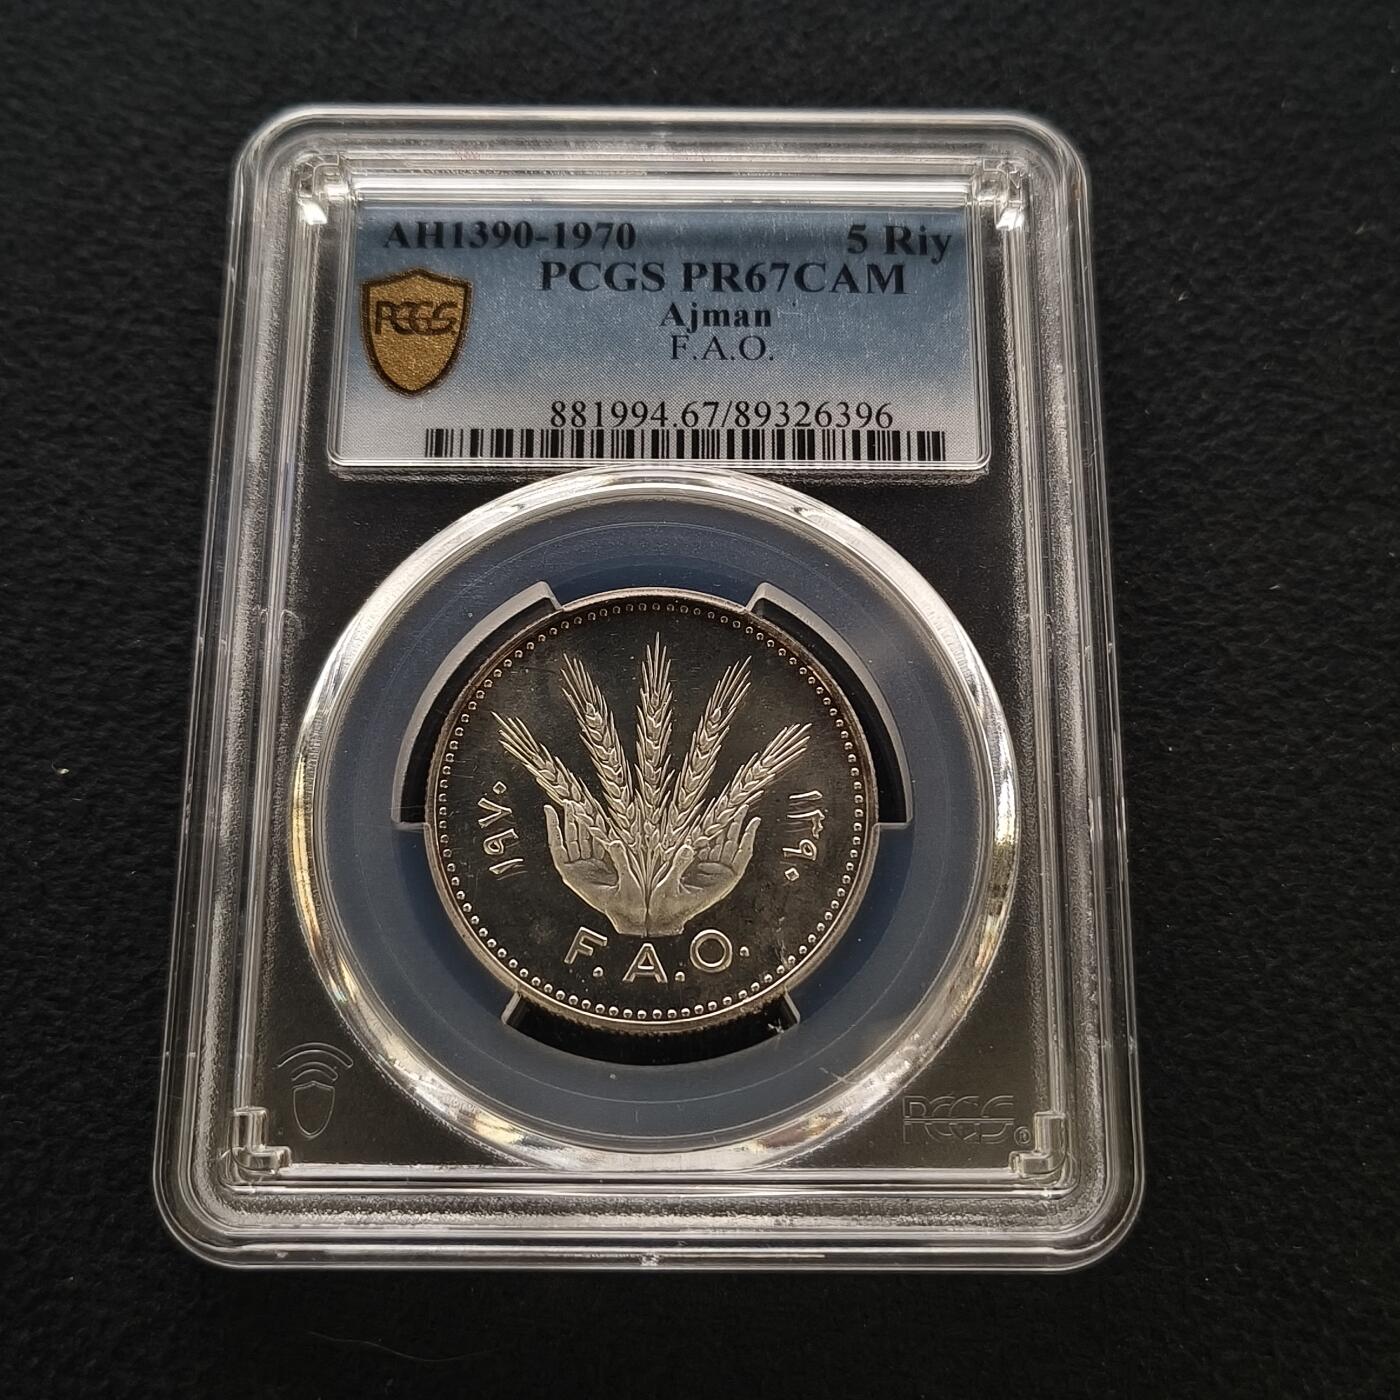 AH1390-1970 5 Riy
PCGS PR67CAM
Ajman
F.A.O.
PCGS
881994.67/89326396
١٩٧٠
١٣٩٠
F.A.O.
PCGS